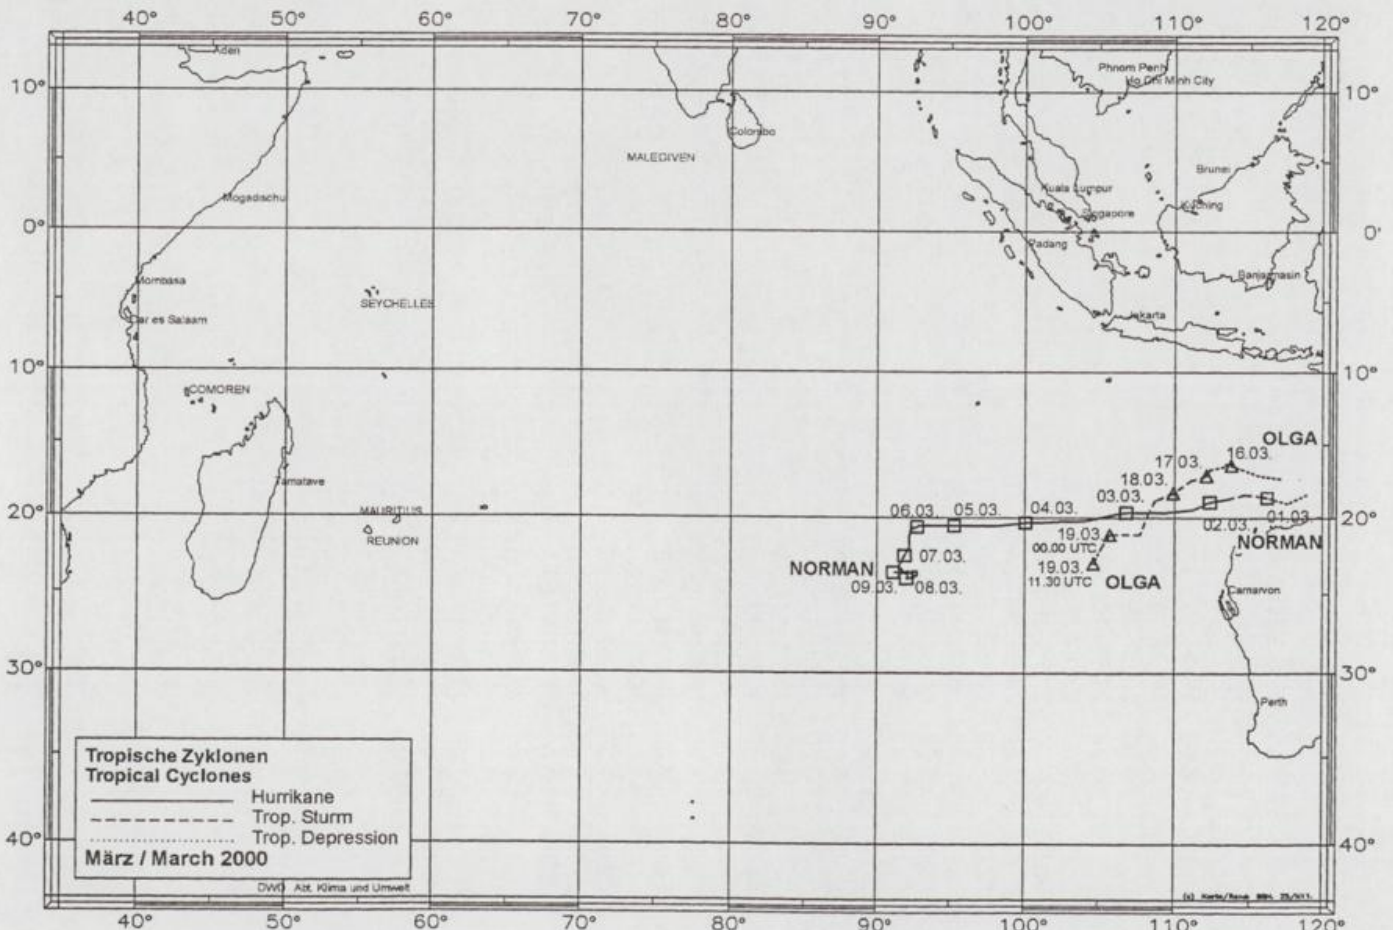 40° 50° 60° 70° 80° 90° 100° 110° 120°
Aden
Phnom Penh
Ho Chi Minh City
10° 10°
Colombo
MALEDIVEN
Brunei
Kuala Lumpur
Mogadischu
Kuching
Singapore
0° 0°
Padang
Mombasa
Banjarmasin
SEYCHELLES
Dar es Salaam
Jakarta
10° 10°
COMOREN
OLGA
16.03.
17.03.
18.03.
Tamatave
06.03. 05.03. 04.03. 03.03.
02.03. 01.03.
MAURITIUS
20° 20°
REUNION
19.03.
00.00 UTC
NORMAN
07.03.
NORMAN
19.03.
11.30 UTC
OLGA
09.03. 08.03.
Carnarvon
30° 30°
Perth
Tropische Zyklonen
Tropical Cyclones
Hurrikane
Trop. Sturm
Trop. Depression
März / March 2000
40° 40°
DWD Abt. Klima und Umwelt
40° 50° 60° 70° 80° 90° 100° 110° 120°